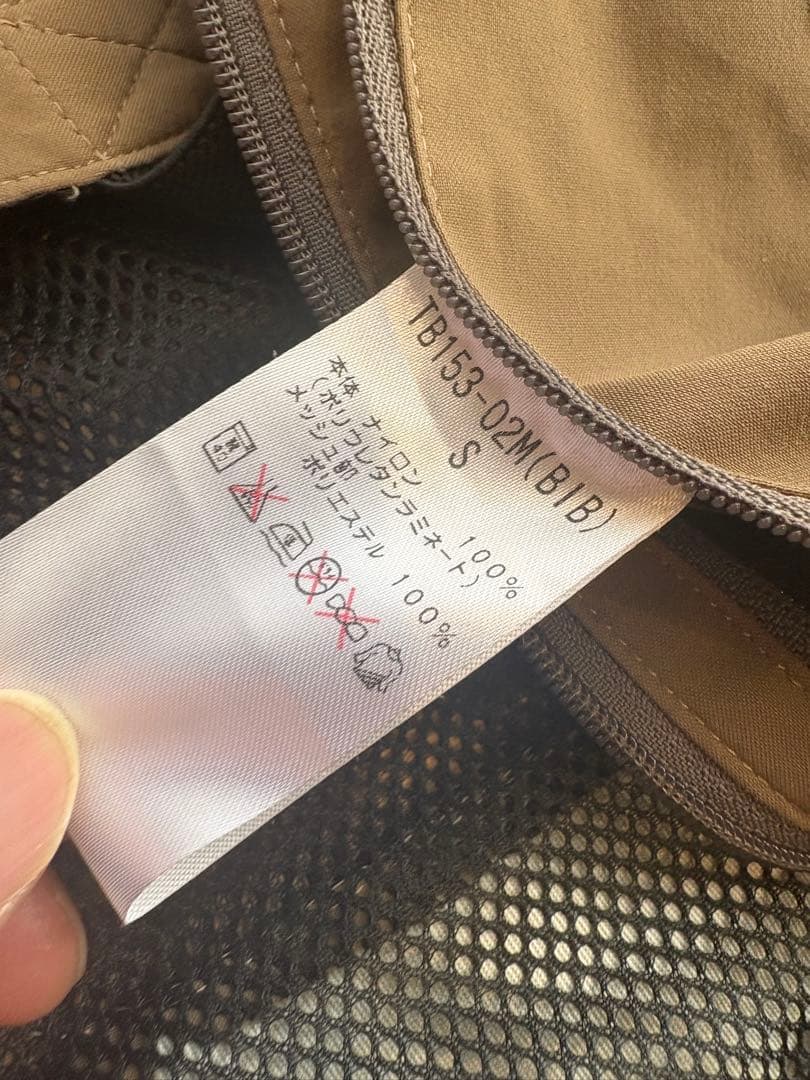 TB153-02M(BIB)
S
本体 ナイロン 100%
(ポリウレタンラミネート)
メッシュ部
ポリエステル 100%